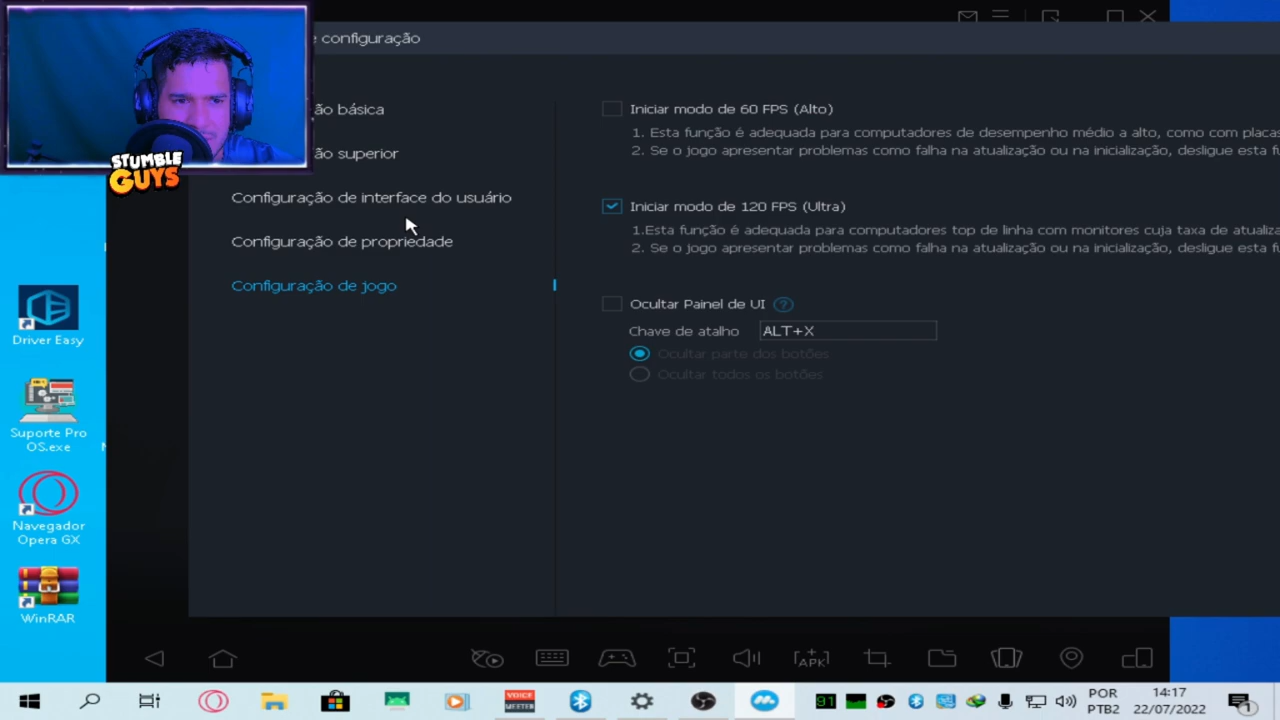 e configuração
STUMBLE
GUYS
ão básica
ão superior
Configuração de interface do usuário
Configuração de propriedade
Configuração de jogo
Iniciar modo de 60 FPS (Alto)
1. Esta função é adequada para computadores de desempenho médio a alto, como com placas
2. Se o jogo apresentar problemas como falha na atualização ou na inicialização, desligue esta fu
Iniciar modo de 120 FPS (Ultra)
1.Esta função é adequada para computadores top de linha com monitores cuja taxa de atualiza
2. Se o jogo apresentar problemas como falha na atualização ou na inicialização, desligue esta fu
Ocultar Painel de UI ?
Chave de atalho ALT+X
Ocultar parte dos botões
Ocultar todos os botões
Driver Easy
Suporte Pro
OS.exe
Navegador
Opera GX
WinRAR
APK
VOICE
MEETER
91
POR
PTB2
14:17
22/07/2022
1